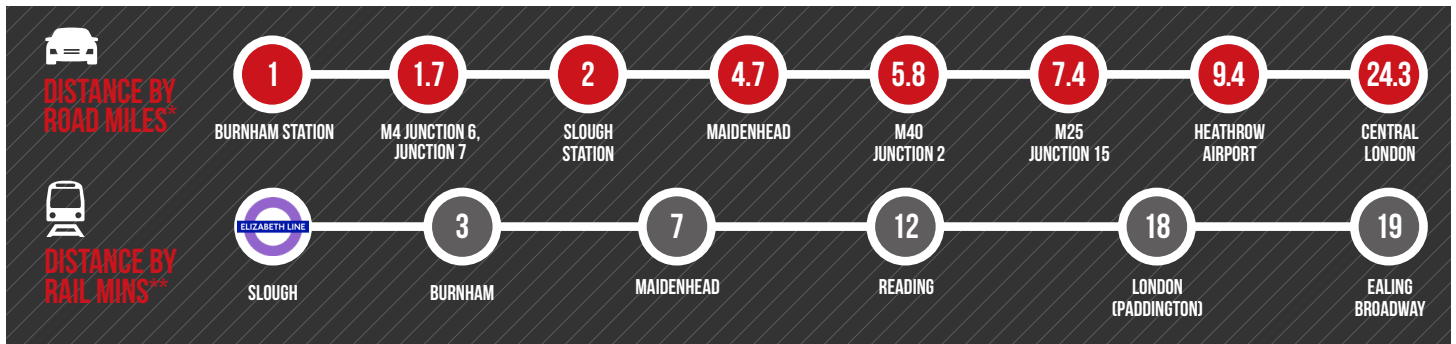 DISTANCE BY
ROAD MILES*
1
1.7
2
4.7
5.8
7.4
9.4
24.3
BURNHAM STATION
M4 JUNCTION 6,
JUNCTION 7
SLOUGH
STATION
MAIDENHEAD
M40
JUNCTION 2
M25
JUNCTION 15
HEATHROW
AIRPORT
CENTRAL
LONDON
DISTANCE BY
RAIL MINS**
ELIZABETH LINE
3
7
12
18
19
SLOUGH
BURNHAM
MAIDENHEAD
READING
LONDON
(PADDINGTON)
EALING
BROADWAY